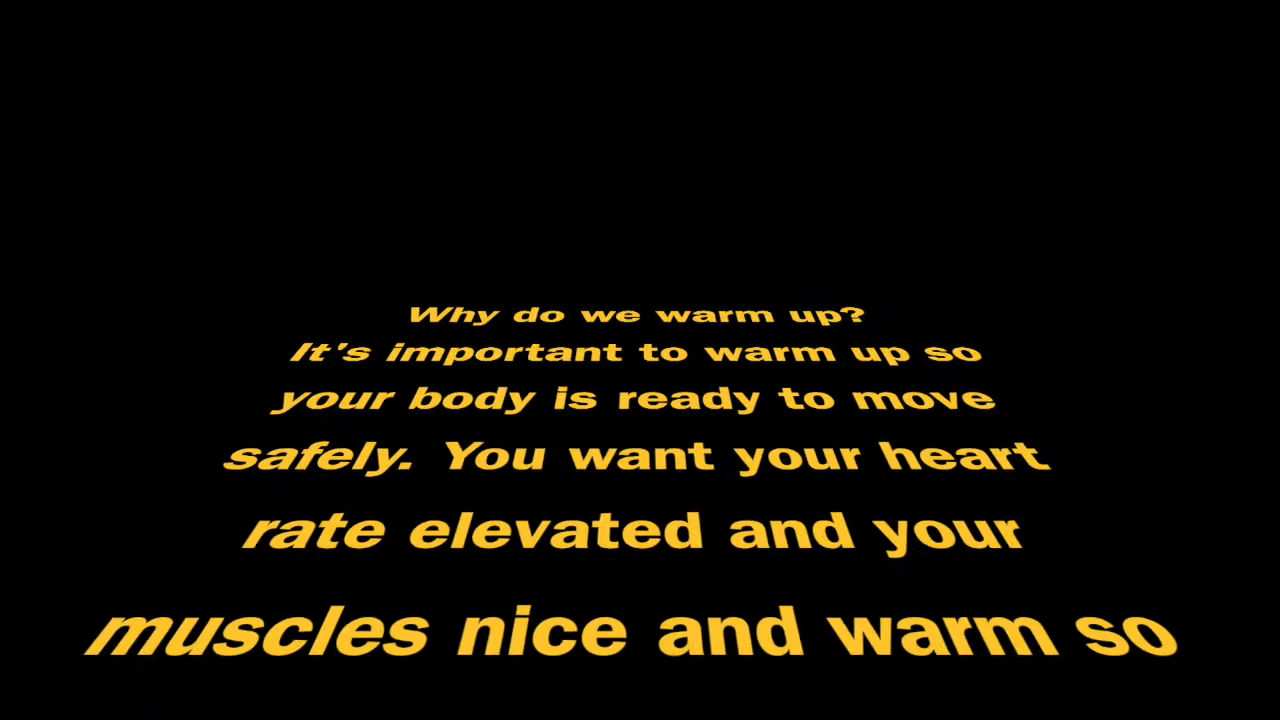 Why do we warm up?
It's important to warm up so
your body is ready to move
safely. You want your heart
rate elevated and your
muscles nice and warm so